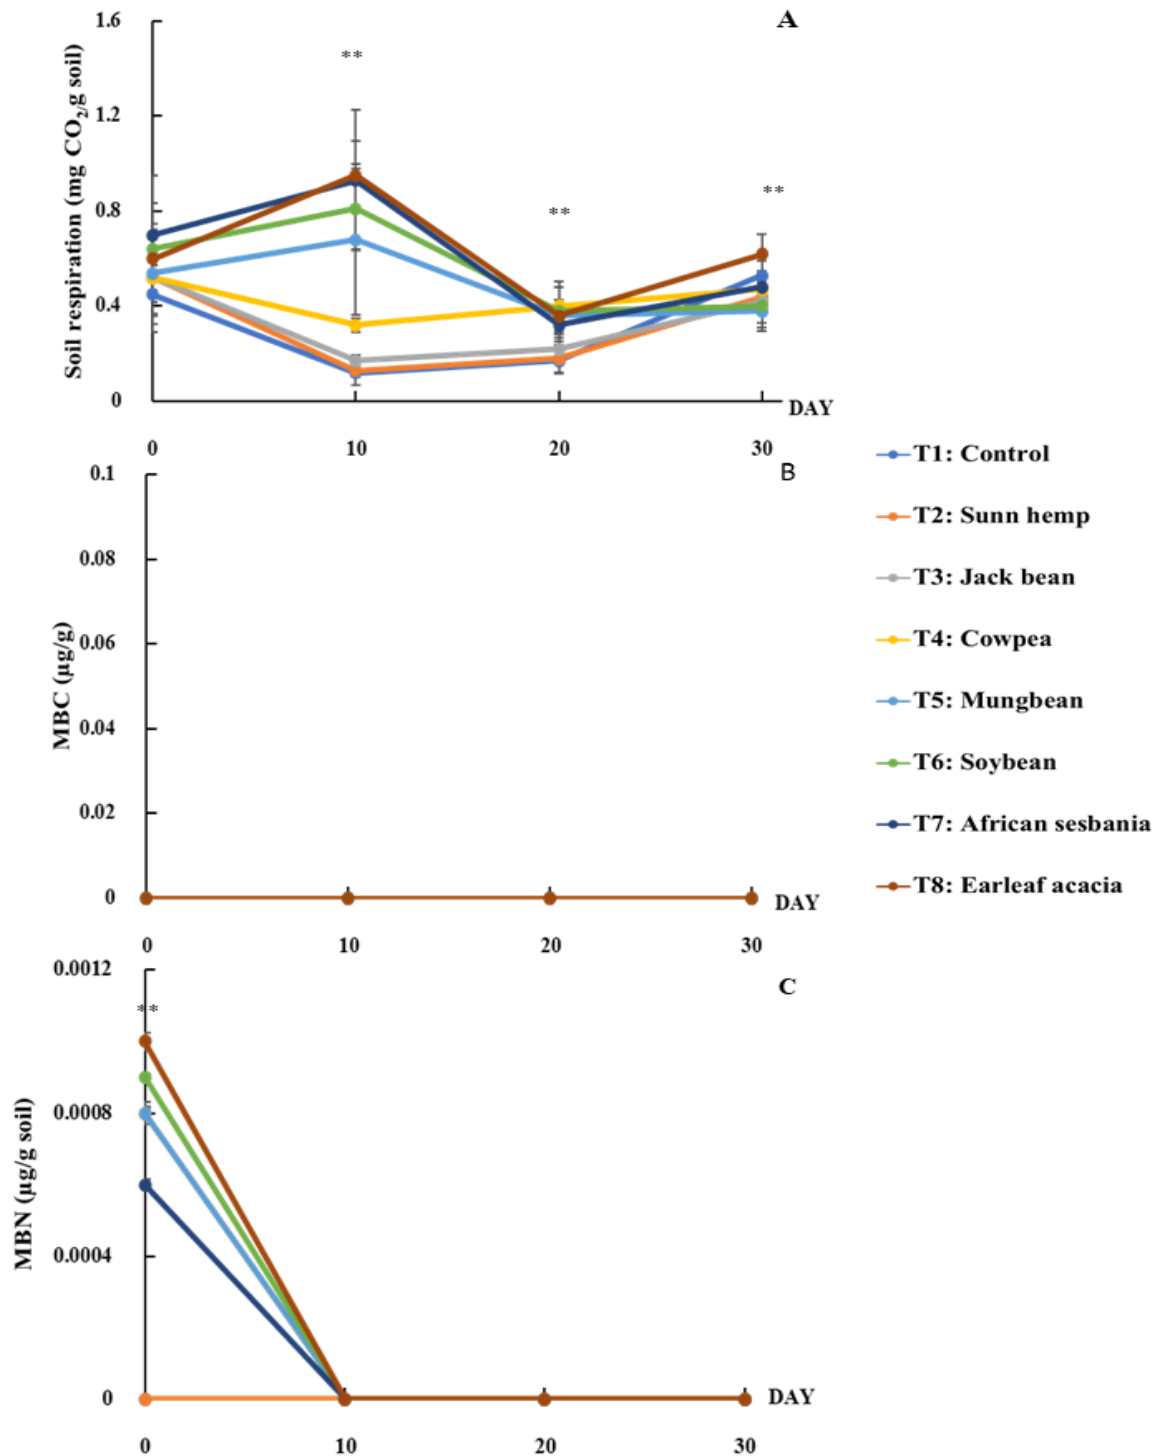 A
Soil respiration (mg CO₂/g soil)
1.6
1.2
0.8
0.4
0
**
**
**
DAY
0 10 20 30
B
MBC (µg/g)
0.1
0.08
0.06
0.04
0.02
0
DAY
0 10 20 30
C
MBN (µg/g soil)
0.0012
0.0008
0.0004
0
**
DAY
0 10 20 30
T1: Control
T2: Sunn hemp
T3: Jack bean
T4: Cowpea
T5: Mungbean
T6: Soybean
T7: African sesbania
T8: Earleaf acacia